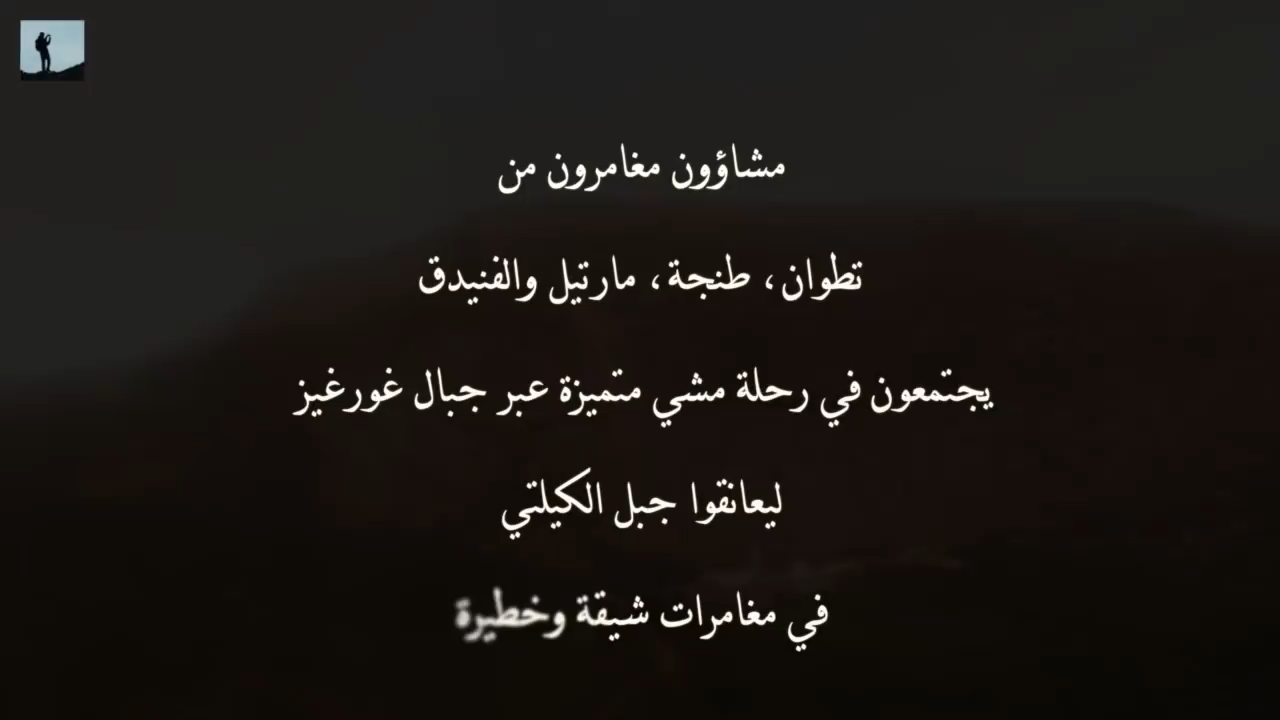 مشاؤون مغامرون من
تطوان، طنجة، مارتيل والفنيدق
يجتمعون في رحلة مشي متميزة عبر جبال غورغيز
ليعانقوا جبل الكيلتي
في مغامرات شيقة وخطيرة